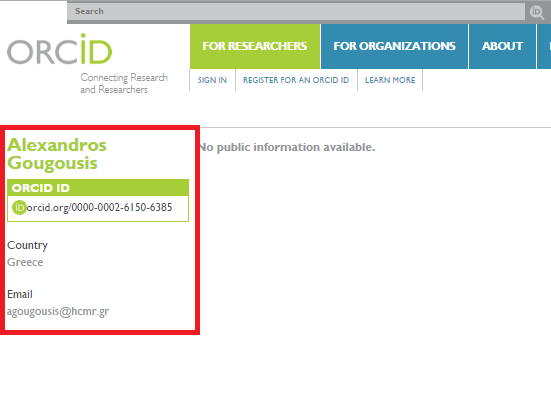 Search
iD
ORCiD
Connecting Research
and Researchers
FOR RESEARCHERS
FOR ORGANIZATIONS
ABOUT
SIGN IN
REGISTER FOR AN ORCID ID
LEARN MORE
Alexandros
Gougousis
No public information available.
ORCID ID
iD orcid.org/0000-0002-6150-6385
Country
Greece
Email
agougousis@hcmr.gr